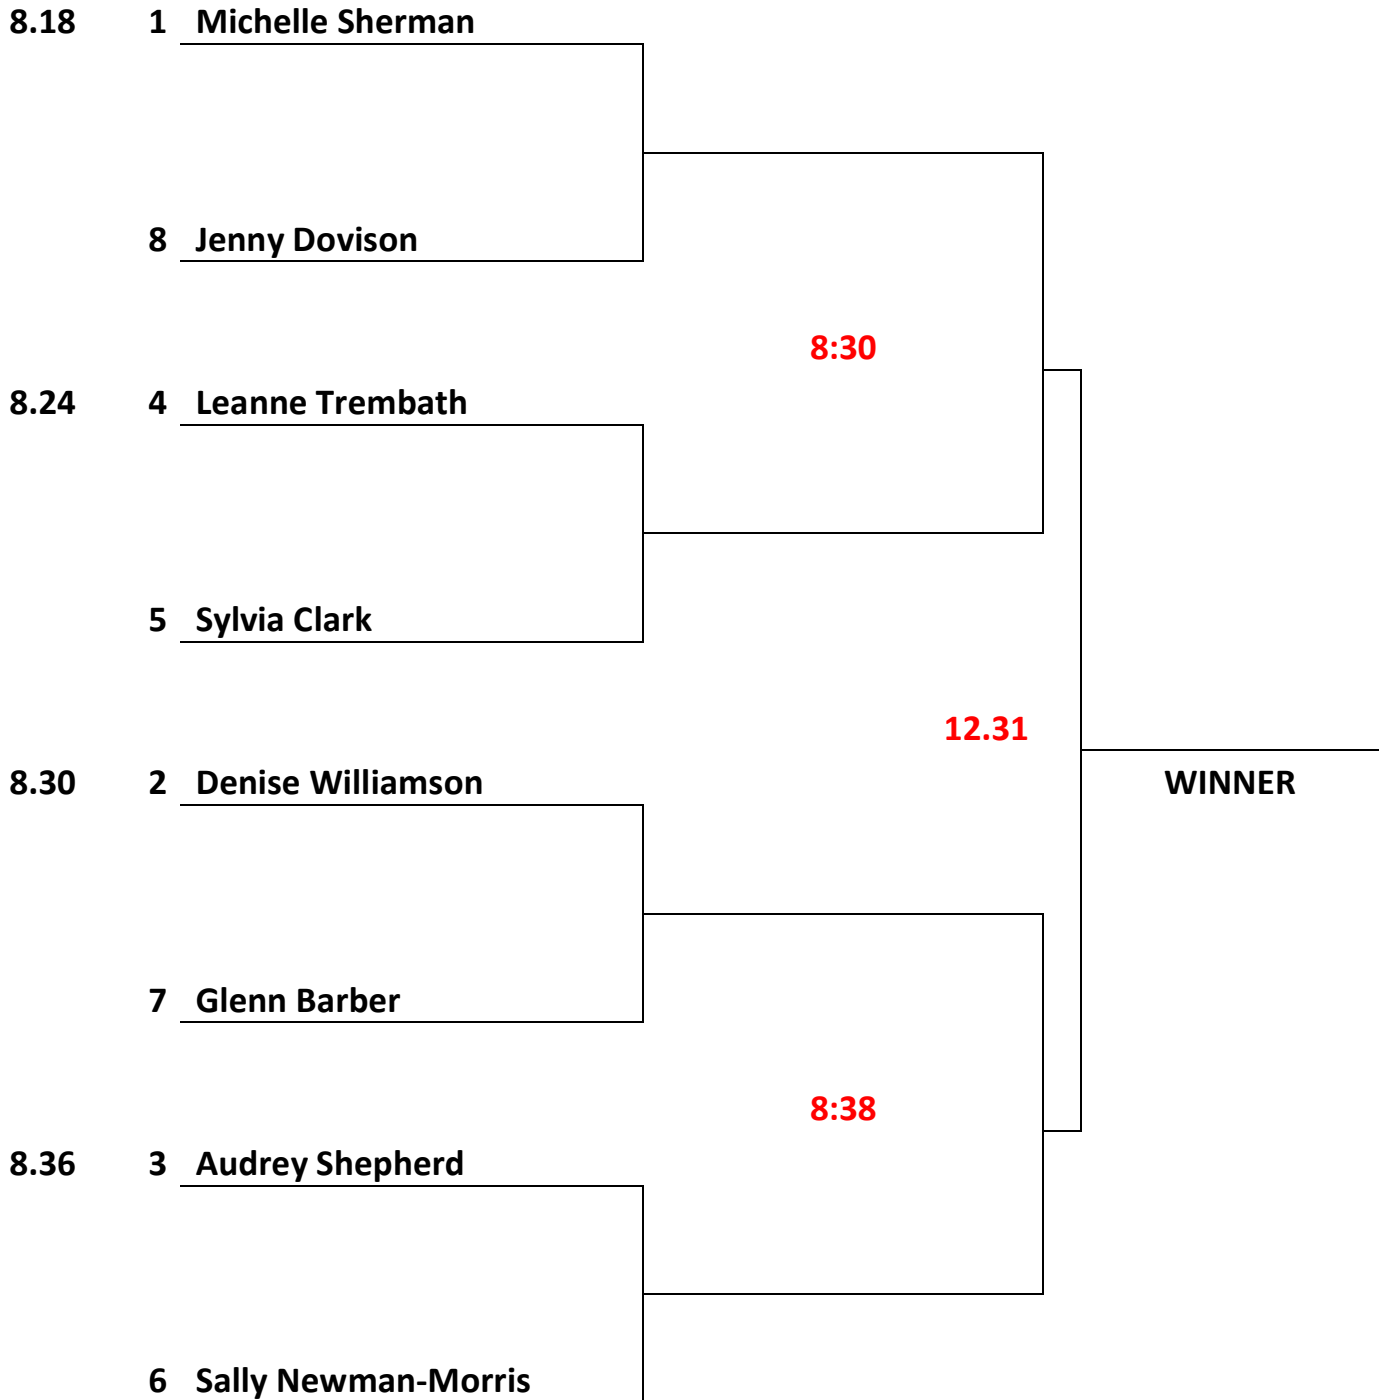 8.18 1 Michelle Sherman
8 Jenny Dovison
8:30
8.24 4 Leanne Trembath
5 Sylvia Clark
12.31
8.30 2 Denise Williamson WINNER
7 Glenn Barber
8:38
8.36 3 Audrey Shepherd
6 Sally Newman-Morris